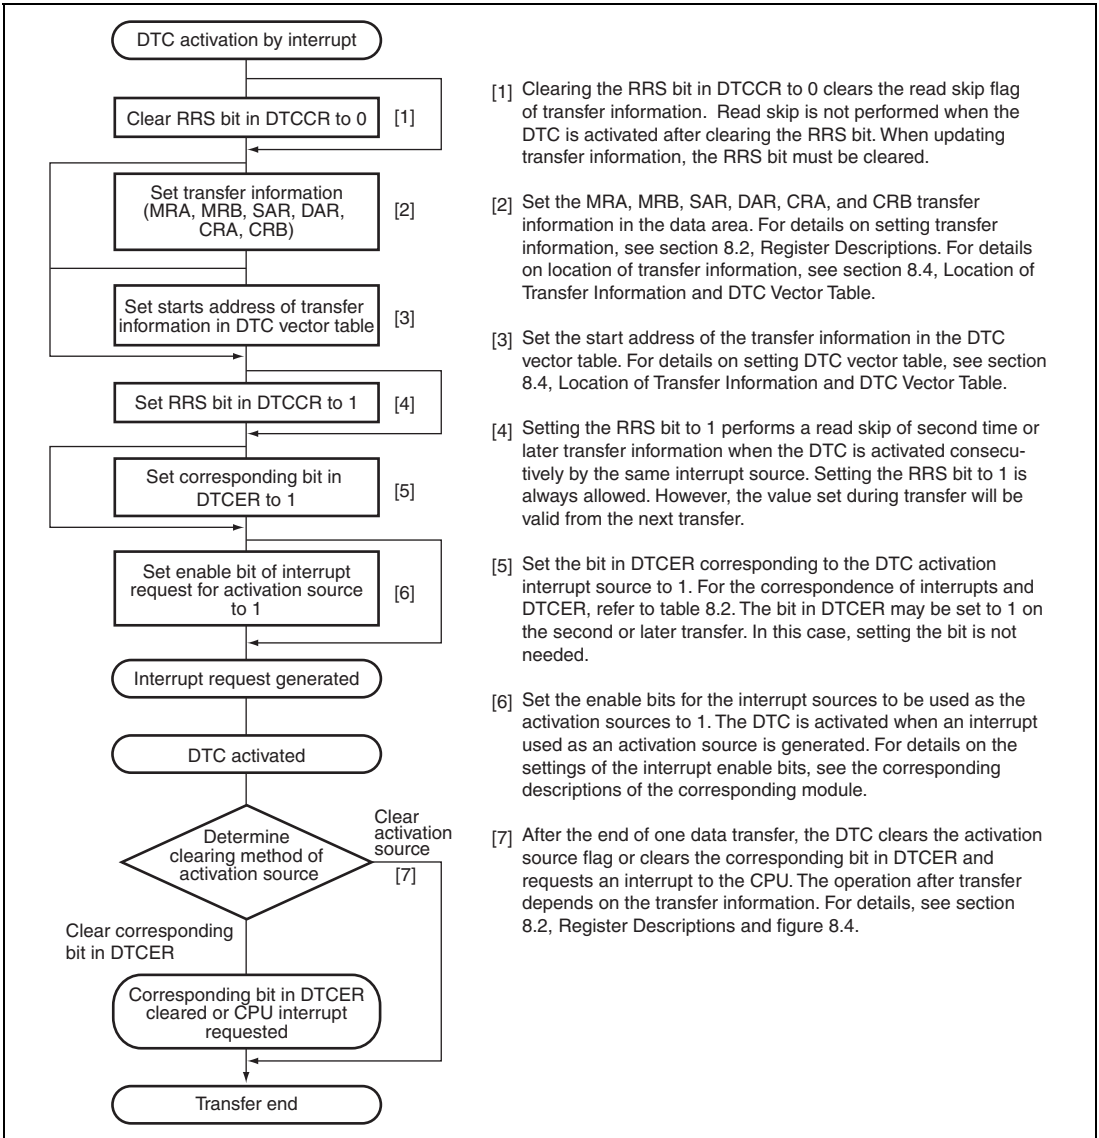 DTC activation by interrupt
Clear RRS bit in DTCCR to 0
[1]
Set transfer information
(MRA, MRB, SAR, DAR,
CRA, CRB)
[2]
Set starts address of transfer
information in DTC vector table
[3]
Set RRS bit in DTCCR to 1
[4]
Set corresponding bit in
DTCER to 1
[5]
Set enable bit of interrupt
request for activation source
to 1
[6]
Interrupt request generated
DTC activated
Determine
clearing method of
activation source
Clear
activation
source
[7]
Clear corresponding
bit in DTCER
Corresponding bit in DTCER
cleared or CPU interrupt
requested
Transfer end
[1] Clearing the RRS bit in DTCCR to 0 clears the read skip flag
of transfer information. Read skip is not performed when the
DTC is activated after clearing the RRS bit. When updating
transfer information, the RRS bit must be cleared.
[2] Set the MRA, MRB, SAR, DAR, CRA, and CRB transfer
information in the data area. For details on setting transfer
information, see section 8.2, Register Descriptions. For details
on location of transfer information, see section 8.4, Location of
Transfer Information and DTC Vector Table.
[3] Set the start address of the transfer information in the DTC
vector table. For details on setting DTC vector table, see section
8.4, Location of Transfer Information and DTC Vector Table.
[4] Setting the RRS bit to 1 performs a read skip of second time or
later transfer information when the DTC is activated consecu-
tively by the same interrupt source. Setting the RRS bit to 1 is
always allowed. However, the value set during transfer will be
valid from the next transfer.
[5] Set the bit in DTCER corresponding to the DTC activation
interrupt source to 1. For the correspondence of interrupts and
DTCER, refer to table 8.2. The bit in DTCER may be set to 1 on
the second or later transfer. In this case, setting the bit is not
needed.
[6] Set the enable bits for the interrupt sources to be used as the
activation sources to 1. The DTC is activated when an interrupt
used as an activation source is generated. For details on the
settings of the interrupt enable bits, see the corresponding
descriptions of the corresponding module.
[7] After the end of one data transfer, the DTC clears the activation
source flag or clears the corresponding bit in DTCER and
requests an interrupt to the CPU. The operation after transfer
depends on the transfer information. For details, see section
8.2, Register Descriptions and figure 8.4.